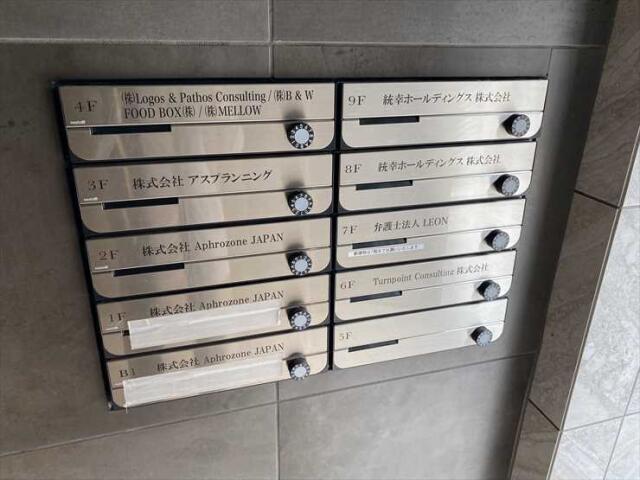 4F ㈱Logos & Pathos Consulting / ㈱B & W
FOOD BOX㈱ / ㈱MELLOW
3F 株式会社 アスプランニング
2F 株式会社 Aphrozone JAPAN
1F 株式会社 Aphrozone JAPAN
B1 株式会社 Aphrozone JAPAN
9F 統幸ホールディングス 株式会社
8F 統幸ホールディングス 株式会社
7F 弁護士法人 LEON
6F Turnpoint Consulting 株式会社
5F